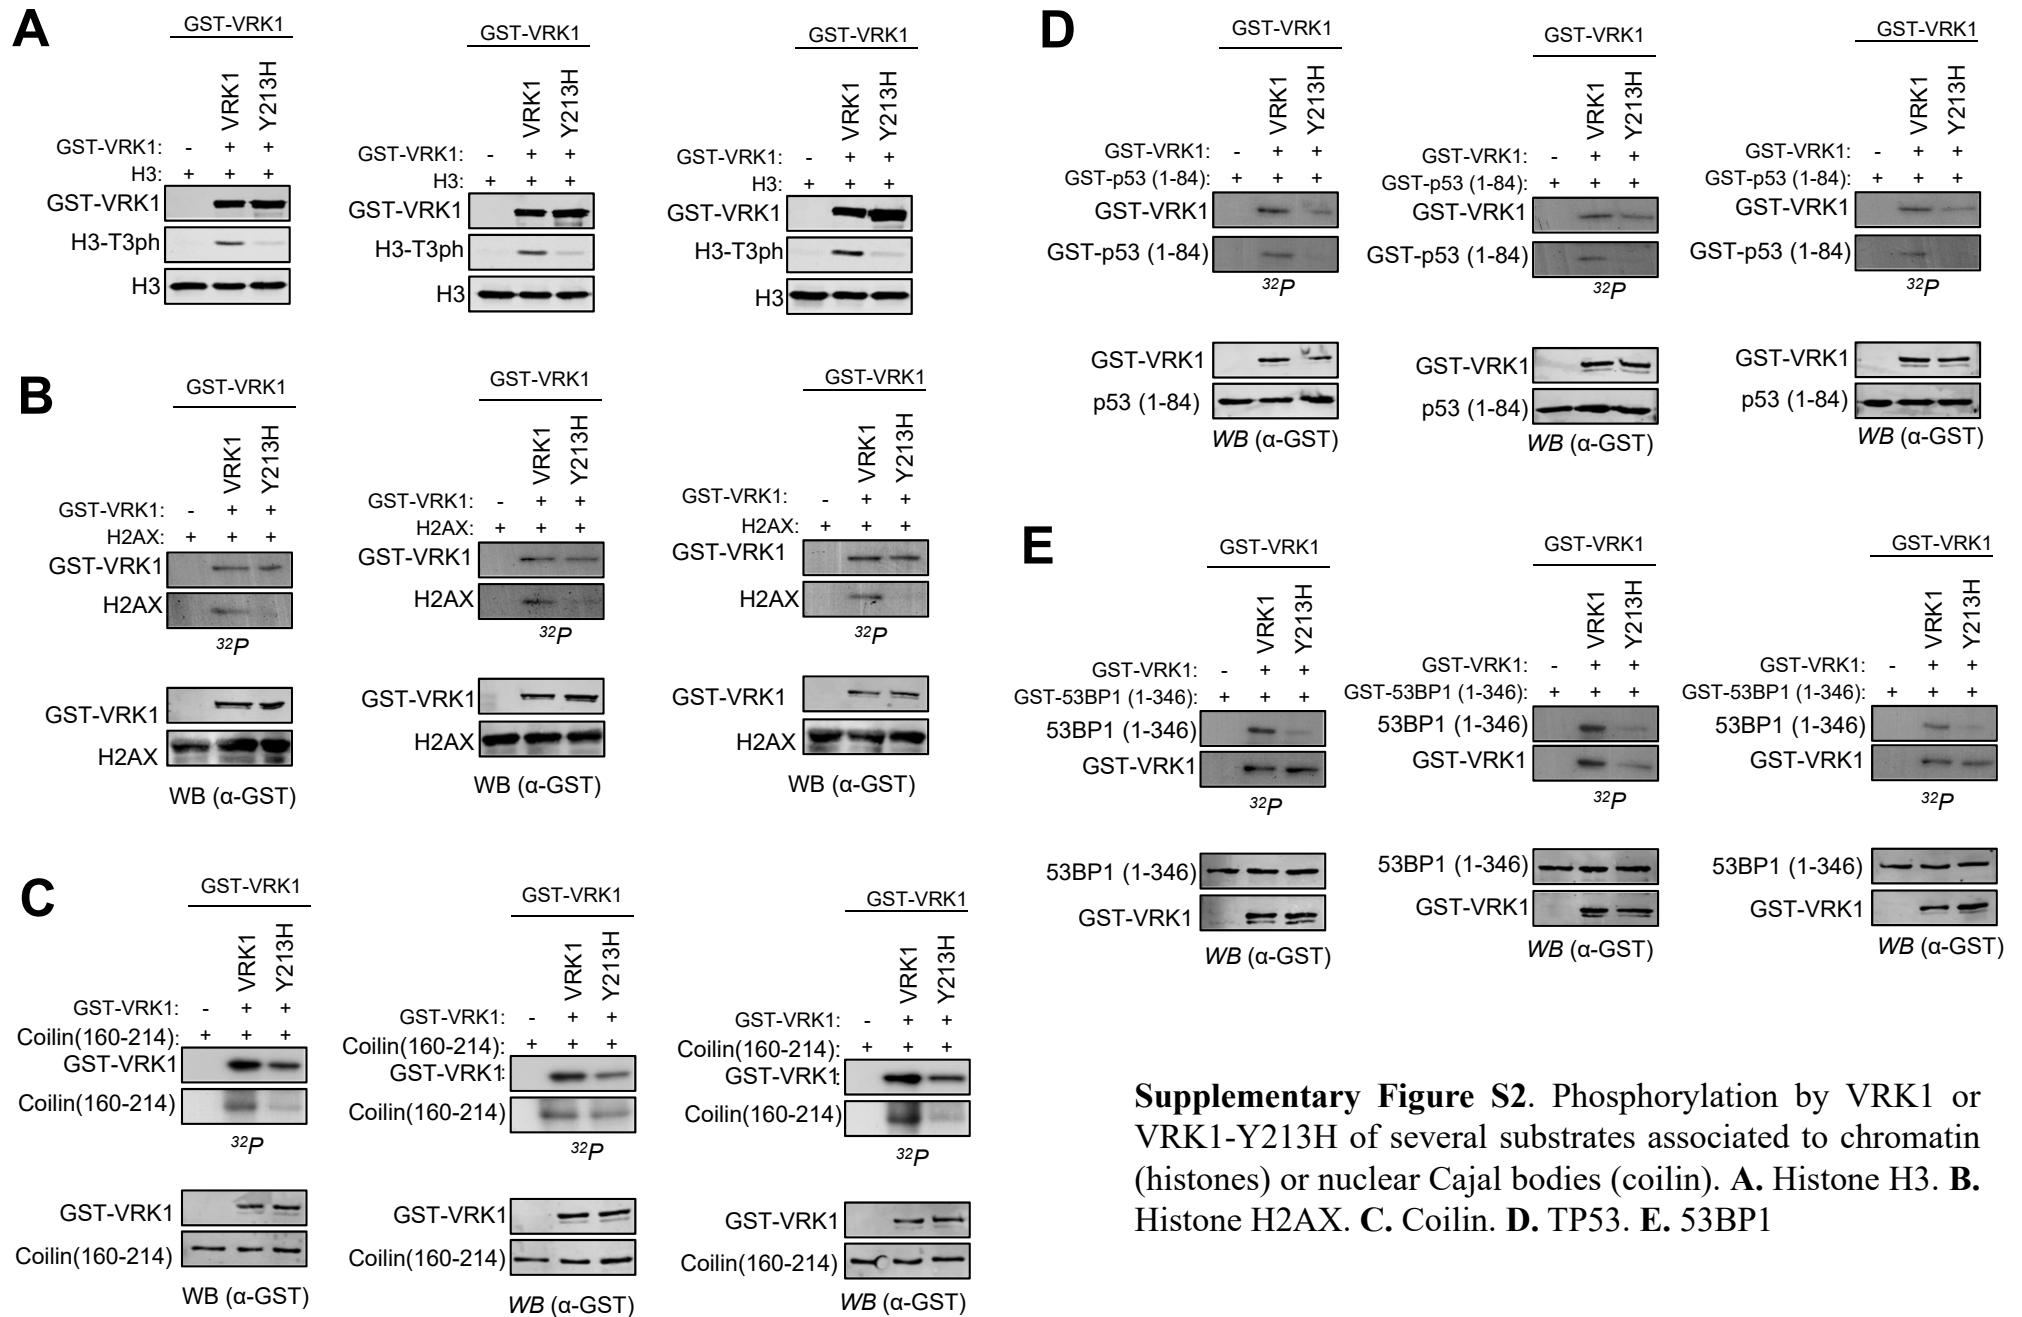 A
GST-VRK1
VRK1
Y213H
GST-VRK1: - + +
H3: + + +
GST-VRK1
H3-T3ph
H3
GST-VRK1
VRK1
Y213H
GST-VRK1: - + +
H3: + + +
GST-VRK1
H3-T3ph
H3
GST-VRK1
VRK1
Y213H
GST-VRK1: - + +
H3: + + +
GST-VRK1
H3-T3ph
H3
B
GST-VRK1
VRK1
Y213H
GST-VRK1: - + +
H2AX: + + +
GST-VRK1
H2AX
32P
GST-VRK1
H2AX
WB (α-GST)
GST-VRK1
VRK1
Y213H
GST-VRK1: - + +
H2AX: + + +
GST-VRK1
H2AX
32P
GST-VRK1
H2AX
WB (α-GST)
GST-VRK1
VRK1
Y213H
GST-VRK1: - + +
H2AX: + + +
GST-VRK1
H2AX
32P
GST-VRK1
H2AX
WB (α-GST)
C
GST-VRK1
VRK1
Y213H
GST-VRK1: - + +
Coilin(160-214): + + +
GST-VRK1
Coilin(160-214)
32P
GST-VRK1
Coilin(160-214)
WB (α-GST)
GST-VRK1
VRK1
Y213H
GST-VRK1: - + +
Coilin(160-214): + + +
GST-VRK1:
Coilin(160-214)
32P
GST-VRK1
Coilin(160-214)
WB (α-GST)
GST-VRK1
VRK1
Y213H
GST-VRK1: - + +
Coilin(160-214): + + +
GST-VRK1:
Coilin(160-214)
32P
GST-VRK1
Coilin(160-214)
WB (α-GST)
D
GST-VRK1
VRK1
Y213H
GST-VRK1: - + +
GST-p53 (1-84): + + +
GST-VRK1
GST-p53 (1-84)
32P
GST-VRK1
p53 (1-84)
WB (α-GST)
GST-VRK1
VRK1
Y213H
GST-VRK1: - + +
GST-p53 (1-84): + + +
GST-VRK1
GST-p53 (1-84)
32P
GST-VRK1
p53 (1-84)
WB (α-GST)
GST-VRK1
VRK1
Y213H
GST-VRK1: - + +
GST-p53 (1-84): + + +
GST-VRK1
GST-p53 (1-84)
32P
GST-VRK1
p53 (1-84)
WB (α-GST)
E
GST-VRK1
VRK1
Y213H
GST-VRK1: - + +
GST-53BP1 (1-346): + + +
53BP1 (1-346)
GST-VRK1
32P
53BP1 (1-346)
GST-VRK1
WB (α-GST)
GST-VRK1
VRK1
Y213H
GST-VRK1: - + +
GST-53BP1 (1-346): + + +
53BP1 (1-346)
GST-VRK1
32P
53BP1 (1-346)
GST-VRK1
WB (α-GST)
GST-VRK1
VRK1
Y213H
GST-VRK1: - + +
GST-53BP1 (1-346): + + +
53BP1 (1-346)
GST-VRK1
32P
53BP1 (1-346)
GST-VRK1
WB (α-GST)
Supplementary Figure S2. Phosphorylation by VRK1 or
VRK1-Y213H of several substrates associated to chromatin
(histones) or nuclear Cajal bodies (coilin). A. Histone H3. B.
Histone H2AX. C. Coilin. D. TP53. E. 53BP1